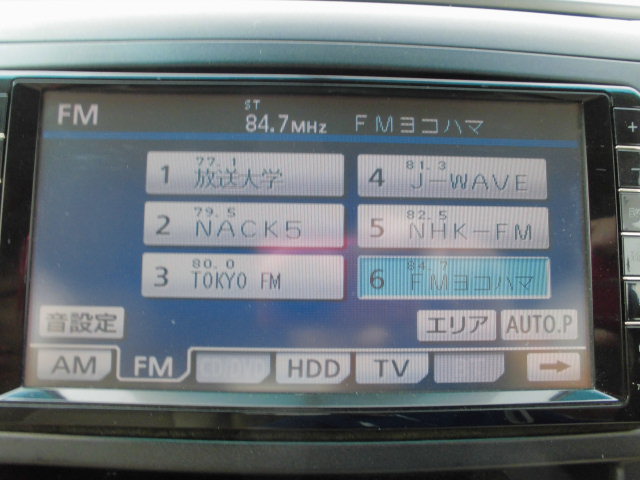 FM ST 84.7MHz FMヨコハマ
1 77.1 放送大学
4 81.3 J-WAVE
2 79.5 NACK5
5 82.5 NHK-FM
3 80.0 TOKYO FM
6 84.7 FMヨコハマ
音設定 エリア AUTO.P
AM FM CD・DVD HDD TV